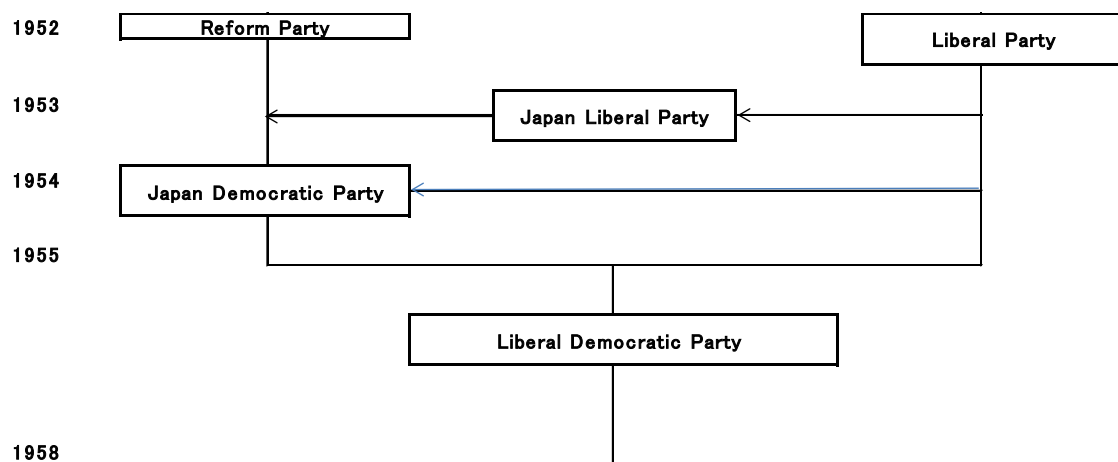 1952
Reform Party
Liberal Party
1953
Japan Liberal Party
1954
Japan Democratic Party
1955
Liberal Democratic Party
1958